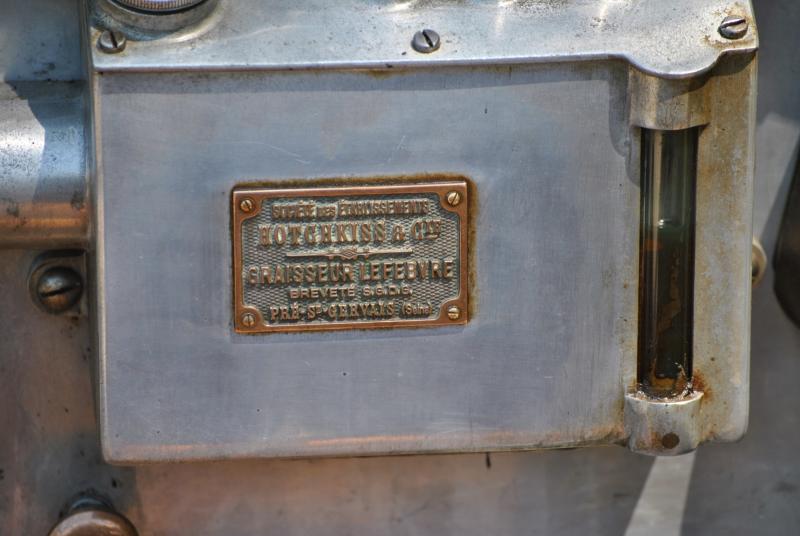 SOCIÉTÉ DES ÉTABLISSEMENTS
HOTCHKISS & CIE
GRAISSEUR LEFEBVRE
BREVETÉ S.G.D.G.
PRÉ-ST-GERVAIS (Seine)